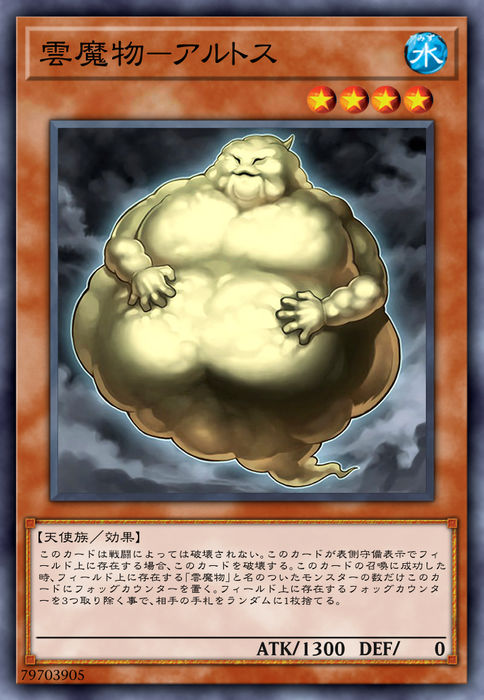 雲魔物－アルトス
みず
水
【天使族／効果】
このカードは戦闘によっては破壊されない。このカードが表側守備表示でフィ
ールド上に存在する場合、このカードを破壊する。このカードの召喚に成功した
時、フィールド上に存在する「雲魔物」と名のついたモンスターの数だけこのカ
ードにフォッグカウンターを置く。フィールド上に存在するフォッグカウンタ
ーを3つ取り除く事で、相手の手札をランダムに1枚捨てる。
ATK/1300 DEF/ 0
79703905